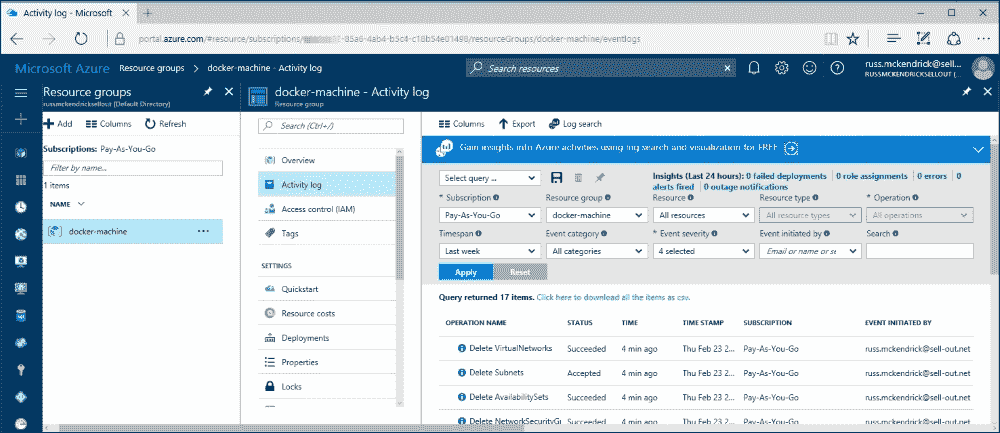 Activity log - Microsoft
portal.azure.com/#resource/subscriptions/ -85a6-4ab4-b5c4-c18b54e01498/resourceGroups/docker-machine/eventlogs
Microsoft Azure Resource groups > docker-machine - Activity log
Search resources
russ.mckendrick@sell...
RUSSMCKENDRICKSELLOUT (...
Resource groups
russmckendricksellout (Default Directory)
Add Columns Refresh
Subscriptions: Pay-As-You-Go
Filter by name...
1 items
NAME
docker-machine ...
docker-machine - Activity log
Resource group
Search (Ctrl+/)
Overview
Activity log
Access control (IAM)
Tags
SETTINGS
Quickstart
Resource costs
Deployments
Properties
Locks
Columns Export Log search
Gain insights into Azure activities using log search and visualization for FREE
Select query ...
Insights (Last 24 hours): 0 failed deployments | 0 role assignments | 0 errors | 0
alerts fired | 0 outage notifications
* Subscription Resource group Resource Resource type * Operation
Pay-As-You-Go docker-machine All resources All resource types All operations
Timespan Event category * Event severity Event initiated by Search
Last week All categories 4 selected Email or name or se
Apply Reset
Query returned 17 items. Click here to download all the items as csv.
OPERATION NAME STATUS TIME TIME STAMP SUBSCRIPTION EVENT INITIATED BY
Delete VirtualNetworks Succeeded 4 min ago Thu Feb 23 2... Pay-As-You-Go russ.mckendrick@sell-out.net
Delete Subnets Accepted 4 min ago Thu Feb 23 2... Pay-As-You-Go russ.mckendrick@sell-out.net
Delete AvailabilitySets Succeeded 4 min ago Thu Feb 23 2... Pay-As-You-Go russ.mckendrick@sell-out.net
Delete NetworkSecurityG Succeeded 4 min ago Thu Feb 23 2... Pay-As-You-Go russ.mckendrick@sell-out.net